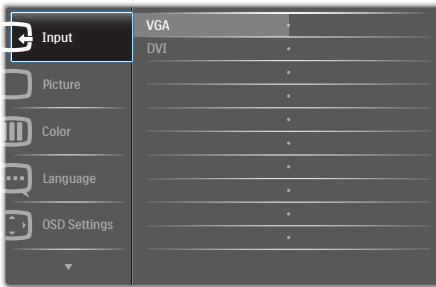 Input
Picture
Color
Language
OSD Settings
VGA
DVI